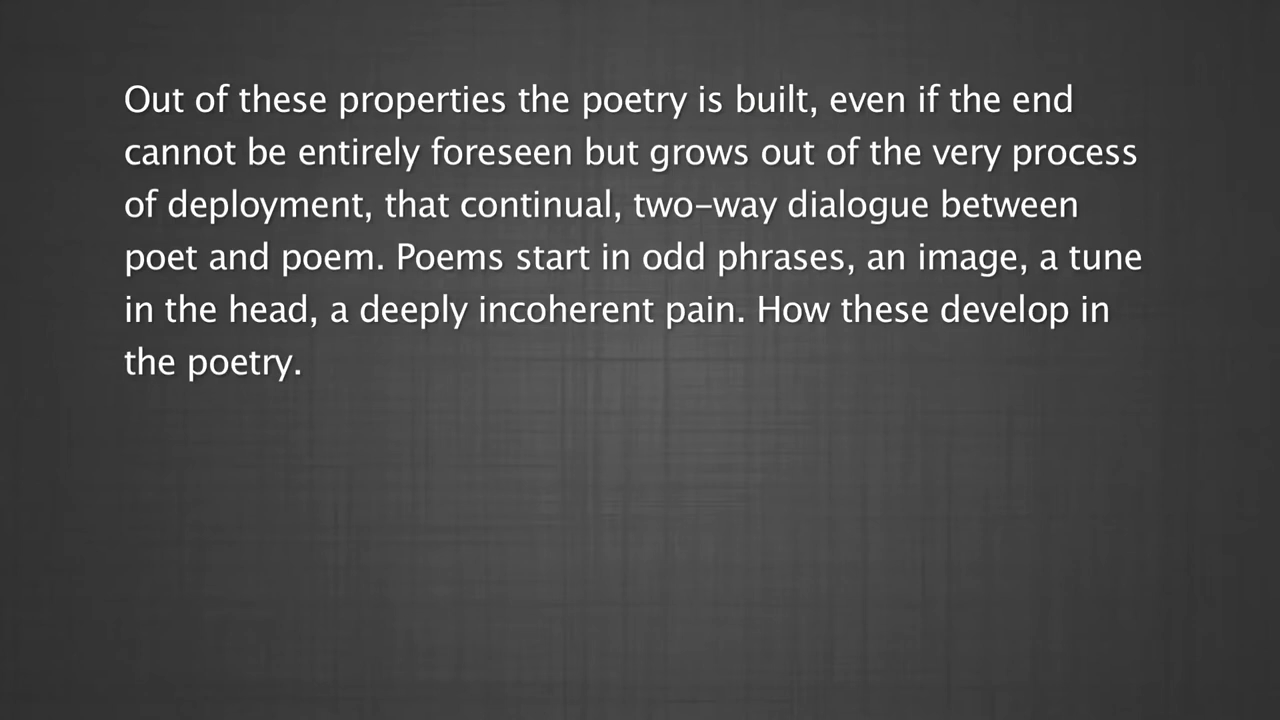 Out of these properties the poetry is built, even if the end
cannot be entirely foreseen but grows out of the very process
of deployment, that continual, two-way dialogue between
poet and poem. Poems start in odd phrases, an image, a tune
in the head, a deeply incoherent pain. How these develop in
the poetry.